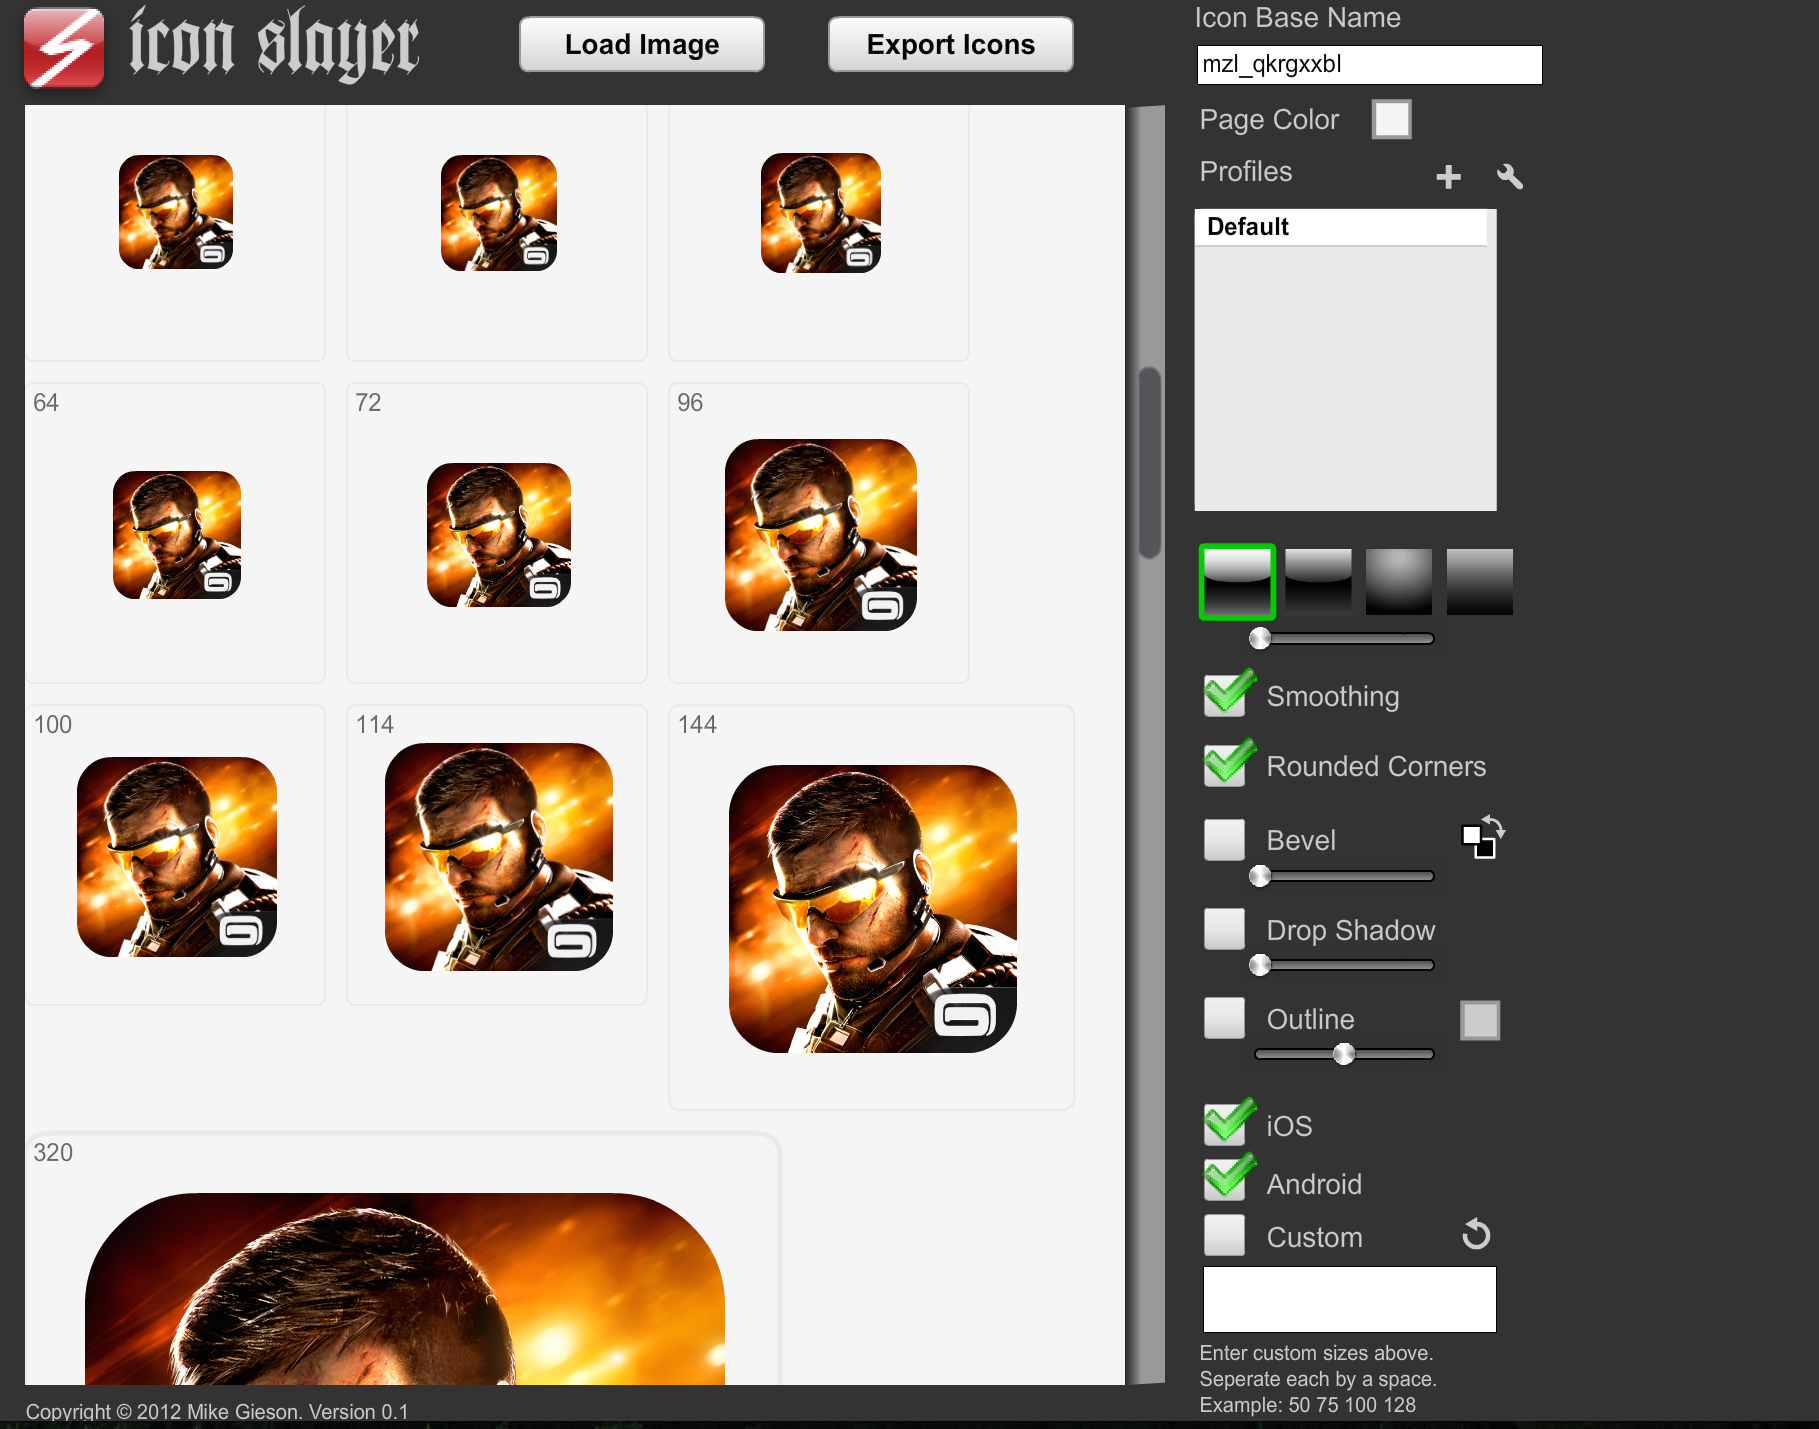 icon slayer
Load Image
Export Icons
Icon Base Name
mzl_qkrgxxbl
Page Color
Profiles
Default
64
72
96
100
114
144
320
Smoothing
Rounded Corners
Bevel
Drop Shadow
Outline
iOS
Android
Custom
Enter custom sizes above.
Seperate each by a space.
Example: 50 75 100 128
Copyright © 2012 Mike Gieson. Version 0.1